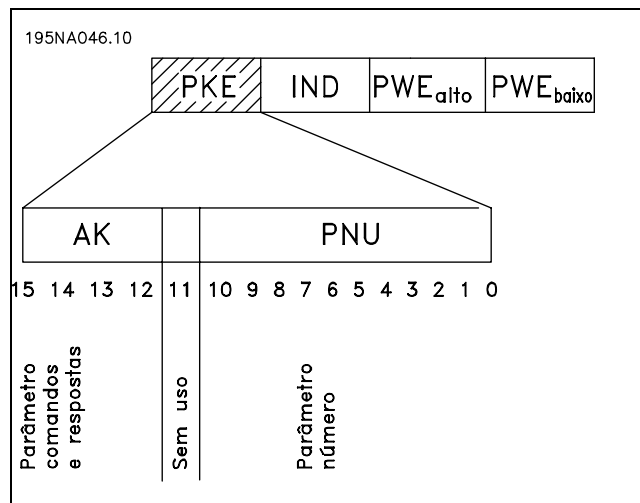 195NA046.10
PKE IND PWEalto PWEbaixo
AK PNU
15 14 13 12 11 10 9 8 7 6 5 4 3 2 1 0
Parâmetro
comandos
e respostas
Sem uso
Parâmetro
número